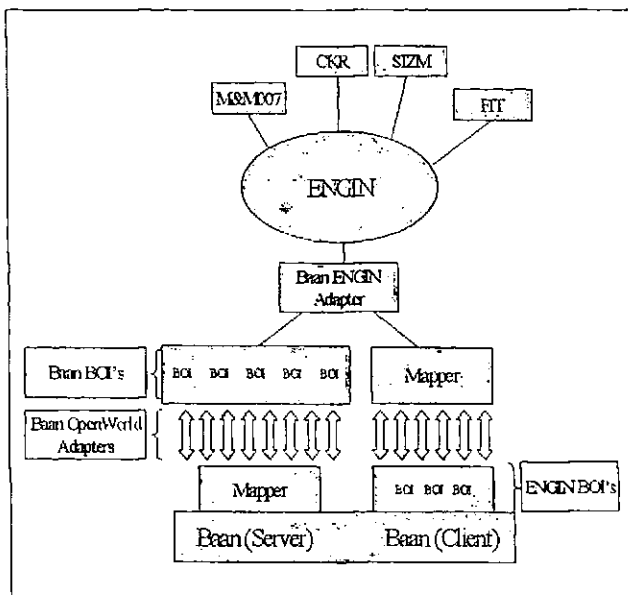 CKR
SIZM
M&M007
FIT
ENGIN
Baan ENGIN
Adapter
Baan BOI's
BOI BOI BOI BOI BOI
Mapper
Baan OpenWorld
Adapters
Mapper
BOI BOI BOI
ENGIN BOI's
Baan (Server)
Baan (Client)